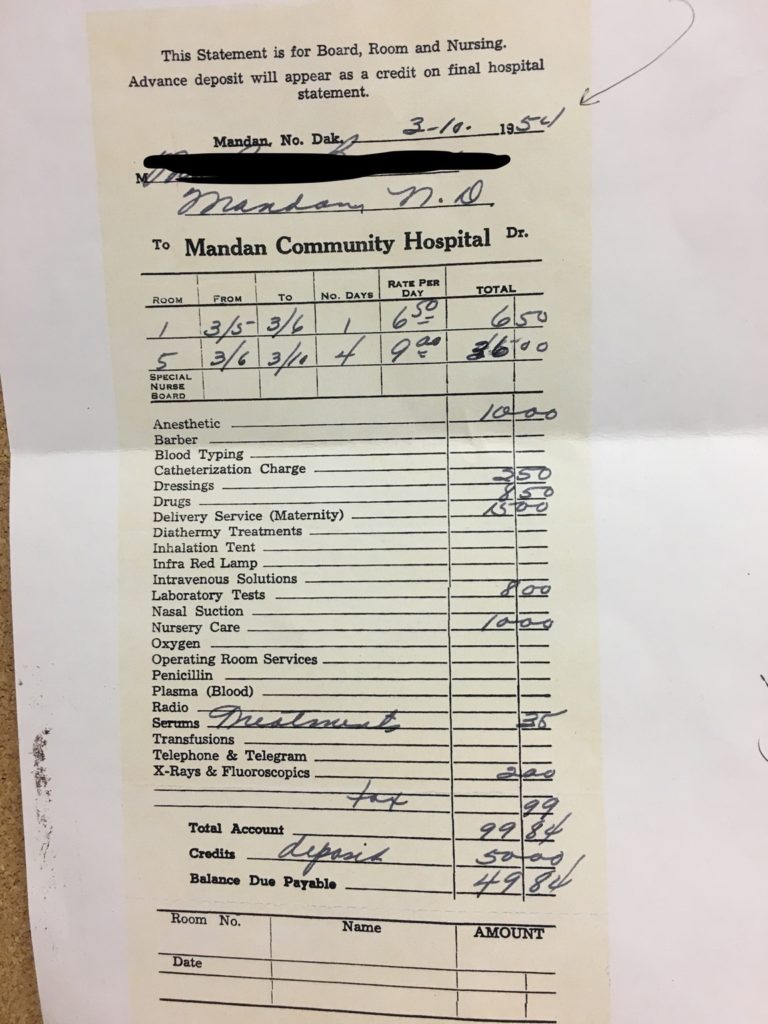 This Statement is for Board, Room and Nursing.
Advance deposit will appear as a credit on final hospital
statement.
Mandan, No. Dak, 3-10. 1954
M
Mandan, N. D.
To Mandan Community Hospital Dr.
ROOM FROM TO NO. DAYS RATE PER DAY TOTAL
1 3/5 3/6 1 6 50 6 50
5 3/6 3/10 4 9 00 36 00
SPECIAL
NURSE
BOARD
Anesthetic 10 00
Barber
Blood Typing
Catheterization Charge
Dressings 2 50
Drugs 8 50
Delivery Service (Maternity) 15 00
Diathermy Treatments
Inhalation Tent
Infra Red Lamp
Intravenous Solutions
Laboratory Tests 8 00
Nasal Suction
Nursery Care 10 00
Oxygen
Operating Room Services
Penicillin
Plasma (Blood)
Radio
Serums Treatments 35
Transfusions
Telephone & Telegram
X-Rays & Fluoroscopics 2 00
tax 99
Total Account 99 84
Credits deposit 50 00
Balance Due Payable 49 84
Room No. Name AMOUNT
Date